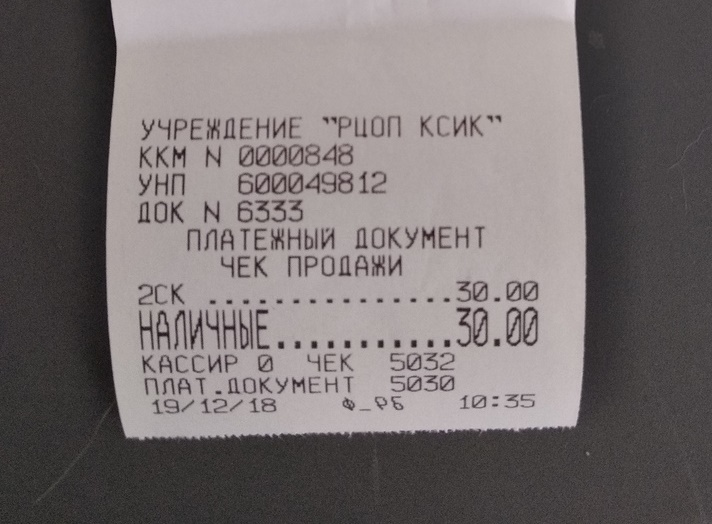 УЧРЕЖДЕНИЕ "РЦОП КСИК"
ККМ N 0000848
УНП 600049812
ДОК N 6333
ПЛАТЕЖНЫЙ ДОКУМЕНТ
ЧЕК ПРОДАЖИ
2СК ...............30.00
НАЛИЧНЫЕ...........30.00
КАССИР 0 ЧЕК 5032
ПЛАТ.ДОКУМЕНТ 5030
19/12/18 Ф_РБ 10:35